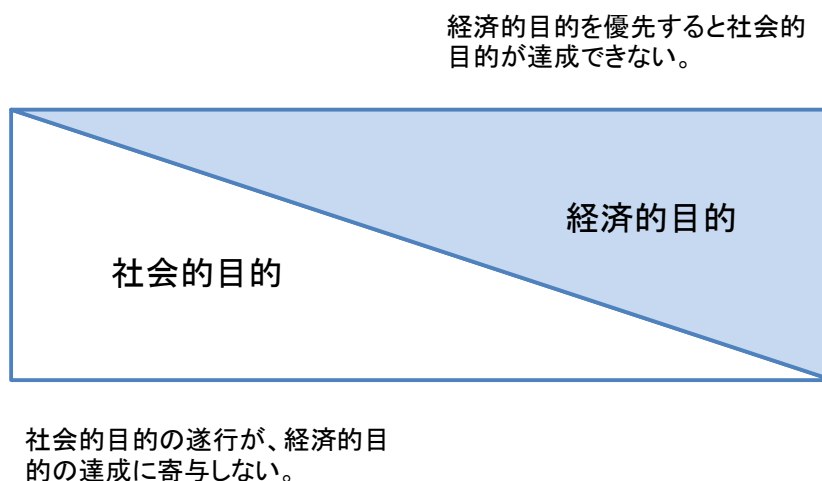 経済的目的を優先すると社会的
目的が達成できない。
経済的目的
社会的目的
社会的目的の遂行が、経済的目
的の達成に寄与しない。